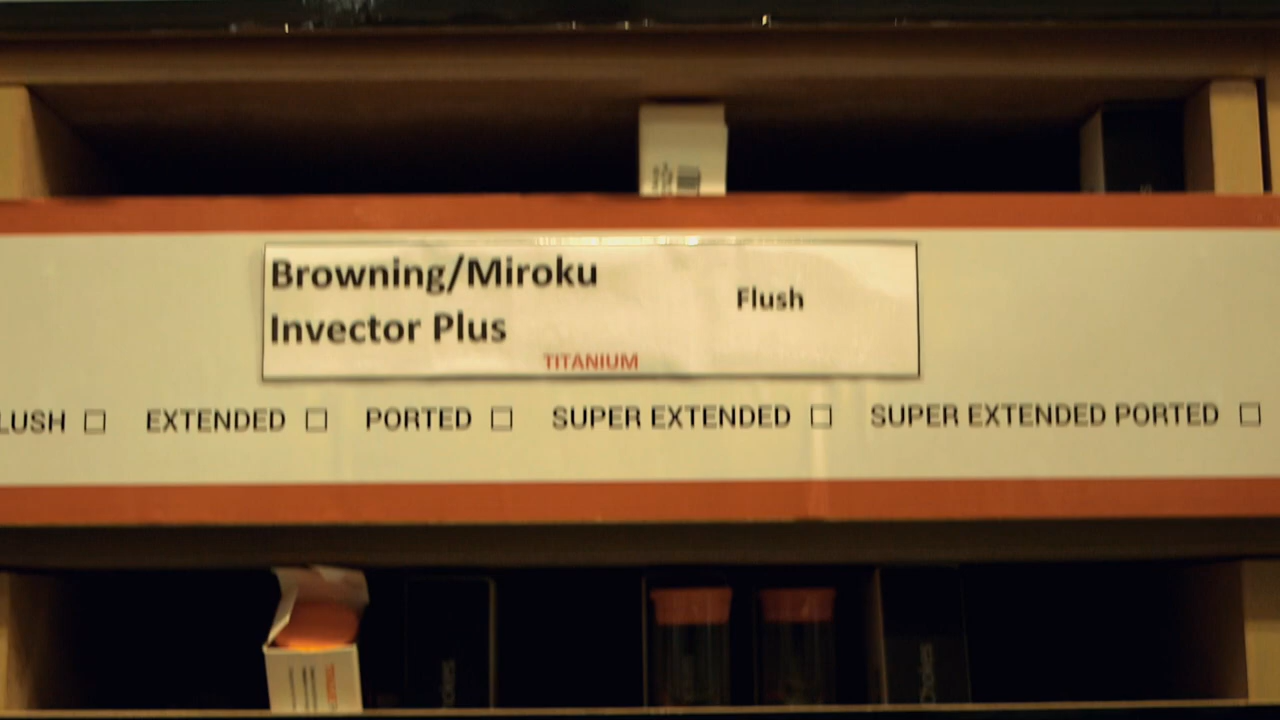 Browning/Miroku
Invector Plus
Flush
TITANIUM
LUSH EXTENDED PORTED SUPER EXTENDED SUPER EXTENDED PORTED